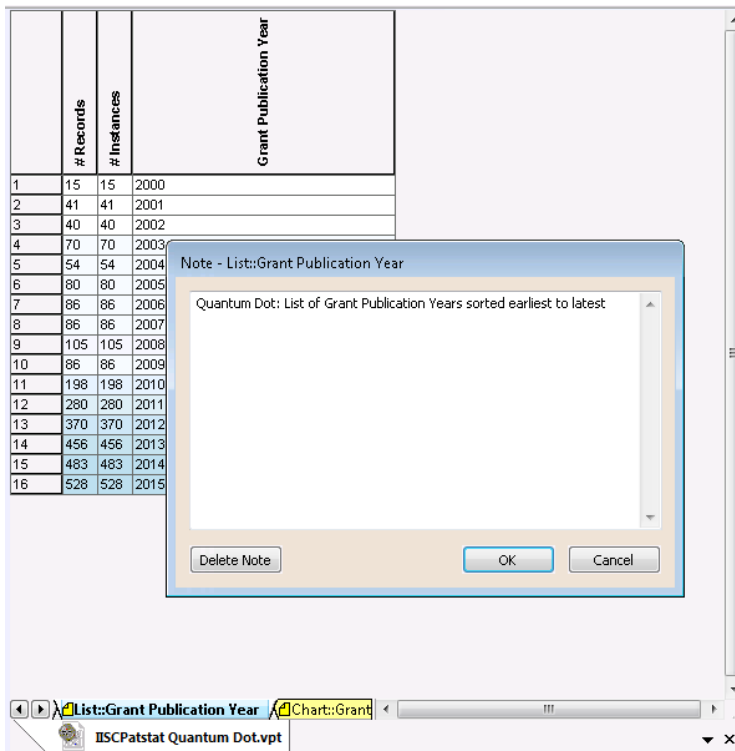 # Records # Instances Grant Publication Year
1 15 15 2000
2 41 41 2001
3 40 40 2002
4 70 70 2003
5 54 54 2004
6 80 80 2005
7 86 86 2006
8 86 86 2007
9 105 105 2008
10 86 86 2009
11 198 198 2010
12 280 280 2011
13 370 370 2012
14 456 456 2013
15 483 483 2014
16 528 528 2015
Note - List::Grant Publication Year
Quantum Dot: List of Grant Publication Years sorted earliest to latest
Delete Note OK Cancel
List::Grant Publication Year Chart::Grant
IISCPatstat Quantum Dot.vpt